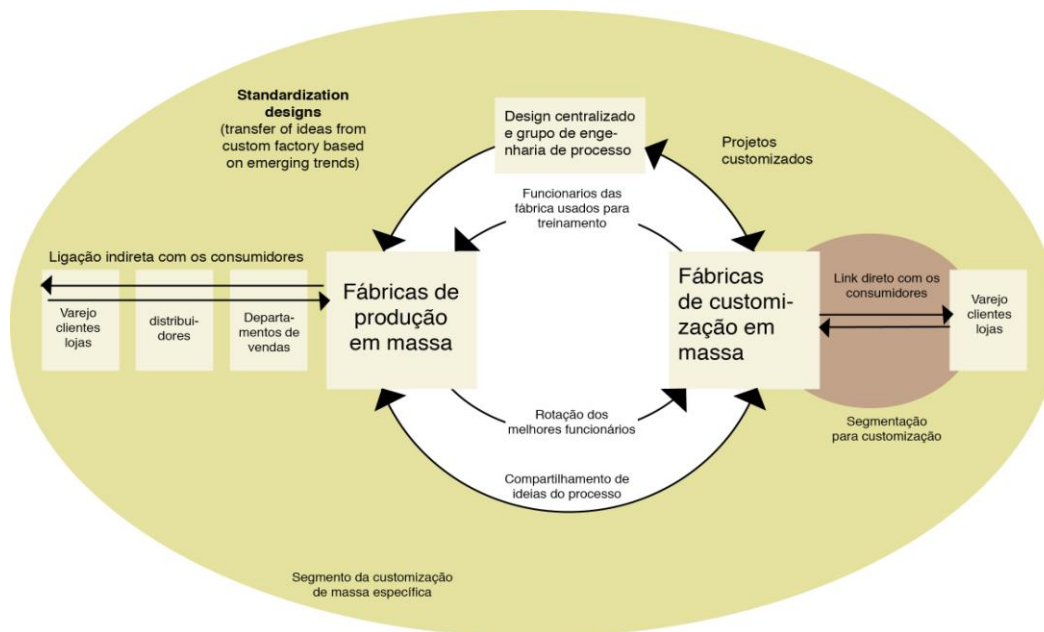 Standardization
designs
(transfer of ideas from
custom factory based
on emerging trends)
Design centralizado
e grupo de enge-
nharia de processo
Projetos
customizados
Funcionarios das
fábrica usados para
treinamento
Ligação indireta com os consumidores
Varejo
clientes
lojas
distribui-
dores
Departa-
mentos de
vendas
Fábricas de
produção
em massa
Fábricas
de customi-
zação em
massa
Link direto com os
consumidores
Varejo
clientes
lojas
Rotação dos
melhores funcionários
Segmentação
para customização
Compartilhamento de
ideias do processo
Segmento da customização
de massa específica